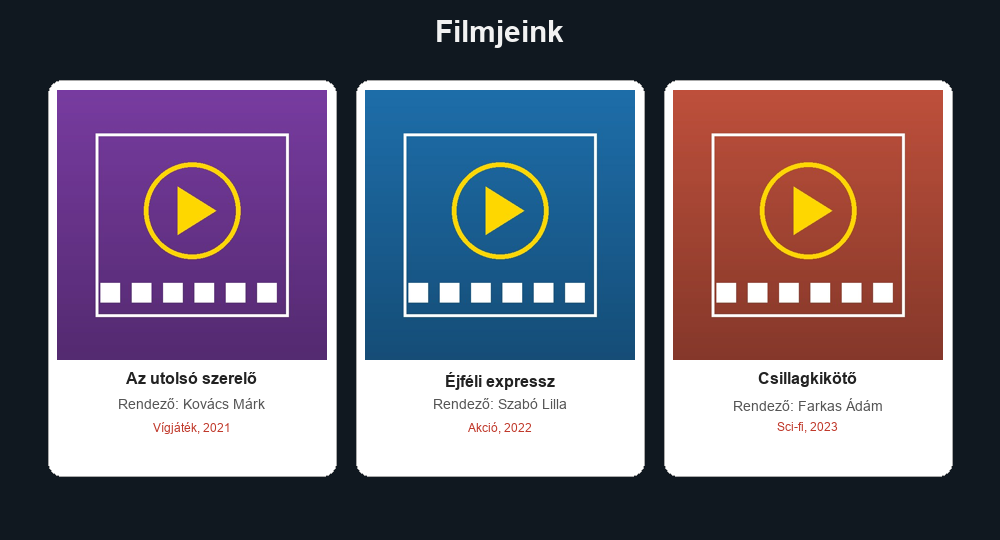 Filmjeink
Az utolsó szerelő
Rendező: Kovács Márk
Vígjáték, 2021
Éjféli expressz
Rendező: Szabó Lilla
Akció, 2022
Csillagkikötő
Rendező: Farkas Ádám
Sci-fi, 2023